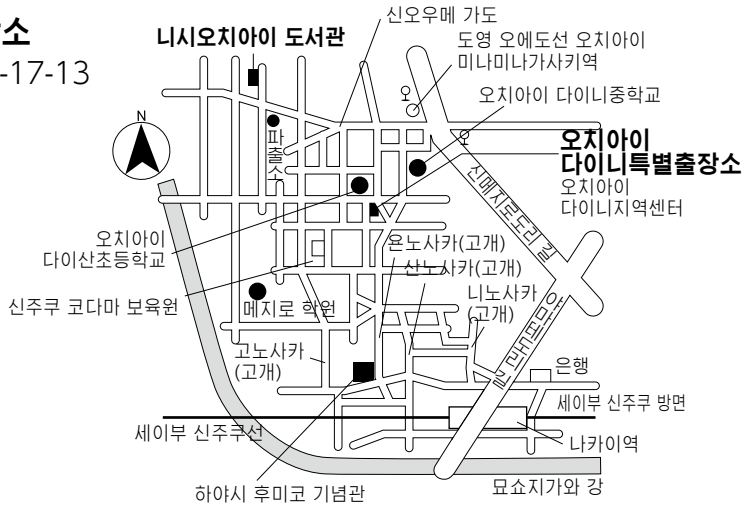 소
-17-13
니시오치아이 도서관
신오우메 가도
도영 오에도선 오치아이
미나미나가사키역
오치아이 다이니중학교
N
파출소
오치아이
다이니특별출장소
오치아이
다이니지역센터
신메지로도리 길
오치아이
다이산초등학교
욘노사카(고개)
산노사카(고개)
신주쿠 코다마 보육원
메지로 학원
니노사카
(고개)
야마테도리 길
고노사카
(고개)
은행
세이부 신주쿠 방면
세이부 신주쿠선
나카이역
하야시 후미코 기념관
묘쇼지가와 강